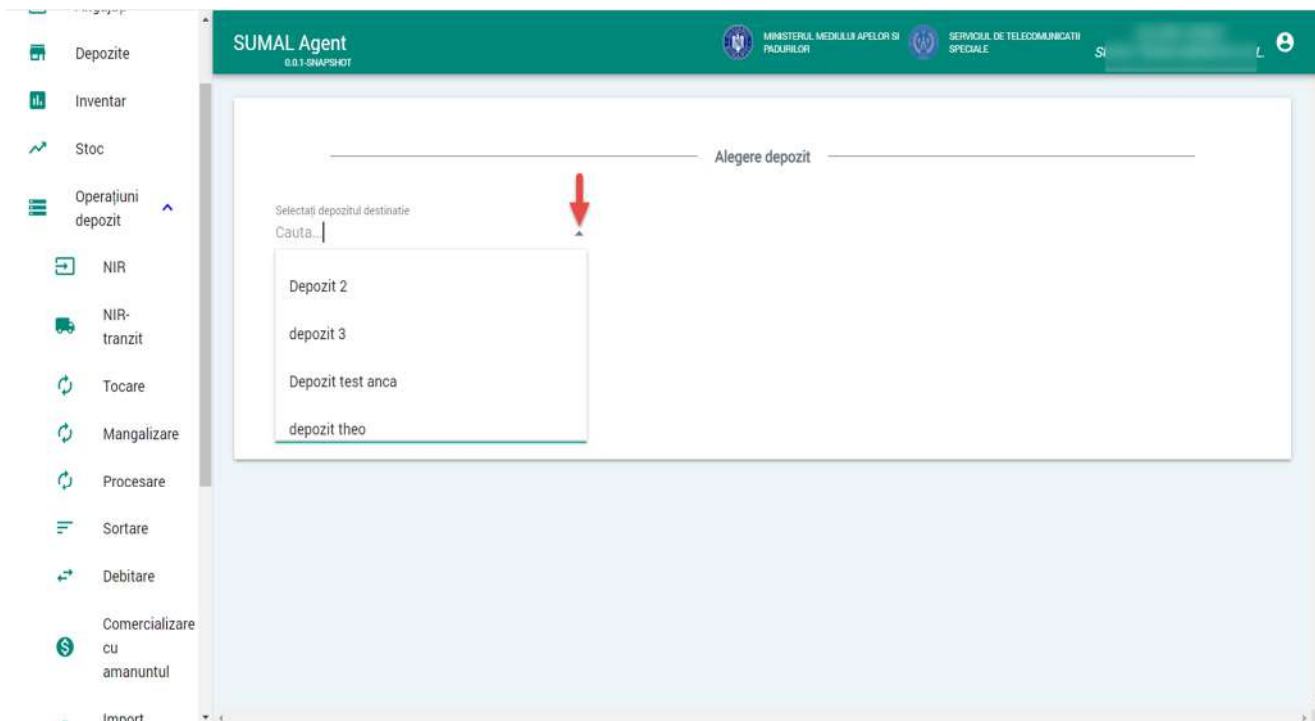 Depozite
Inventar
Stoc
Operațiuni
depozit
NIR
NIR-
tranzit
Tocare
Mangalizare
Procesare
Sortare
Debitare
Comercializare
cu
amanuntul
Import
SUMAL Agent
0.0.1-SNAPSHOT
MINISTERUL MEDIULUI APELOR SI
PADURILOR
SERVICIUL DE TELECOMUNICATII
SPECIALE
Alegere depozit
Selectați depozitul destinatie
Cauta...
Depozit 2
depozit 3
Depozit test anca
depozit theo